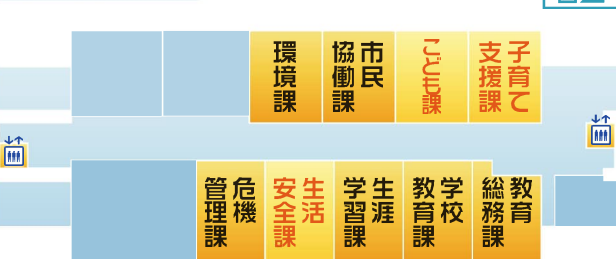 環境課
市民
協働課
こども課
子育て
支援課
危機
管理課
生活
安全課
生涯
学習課
学校
教育課
教育
総務課